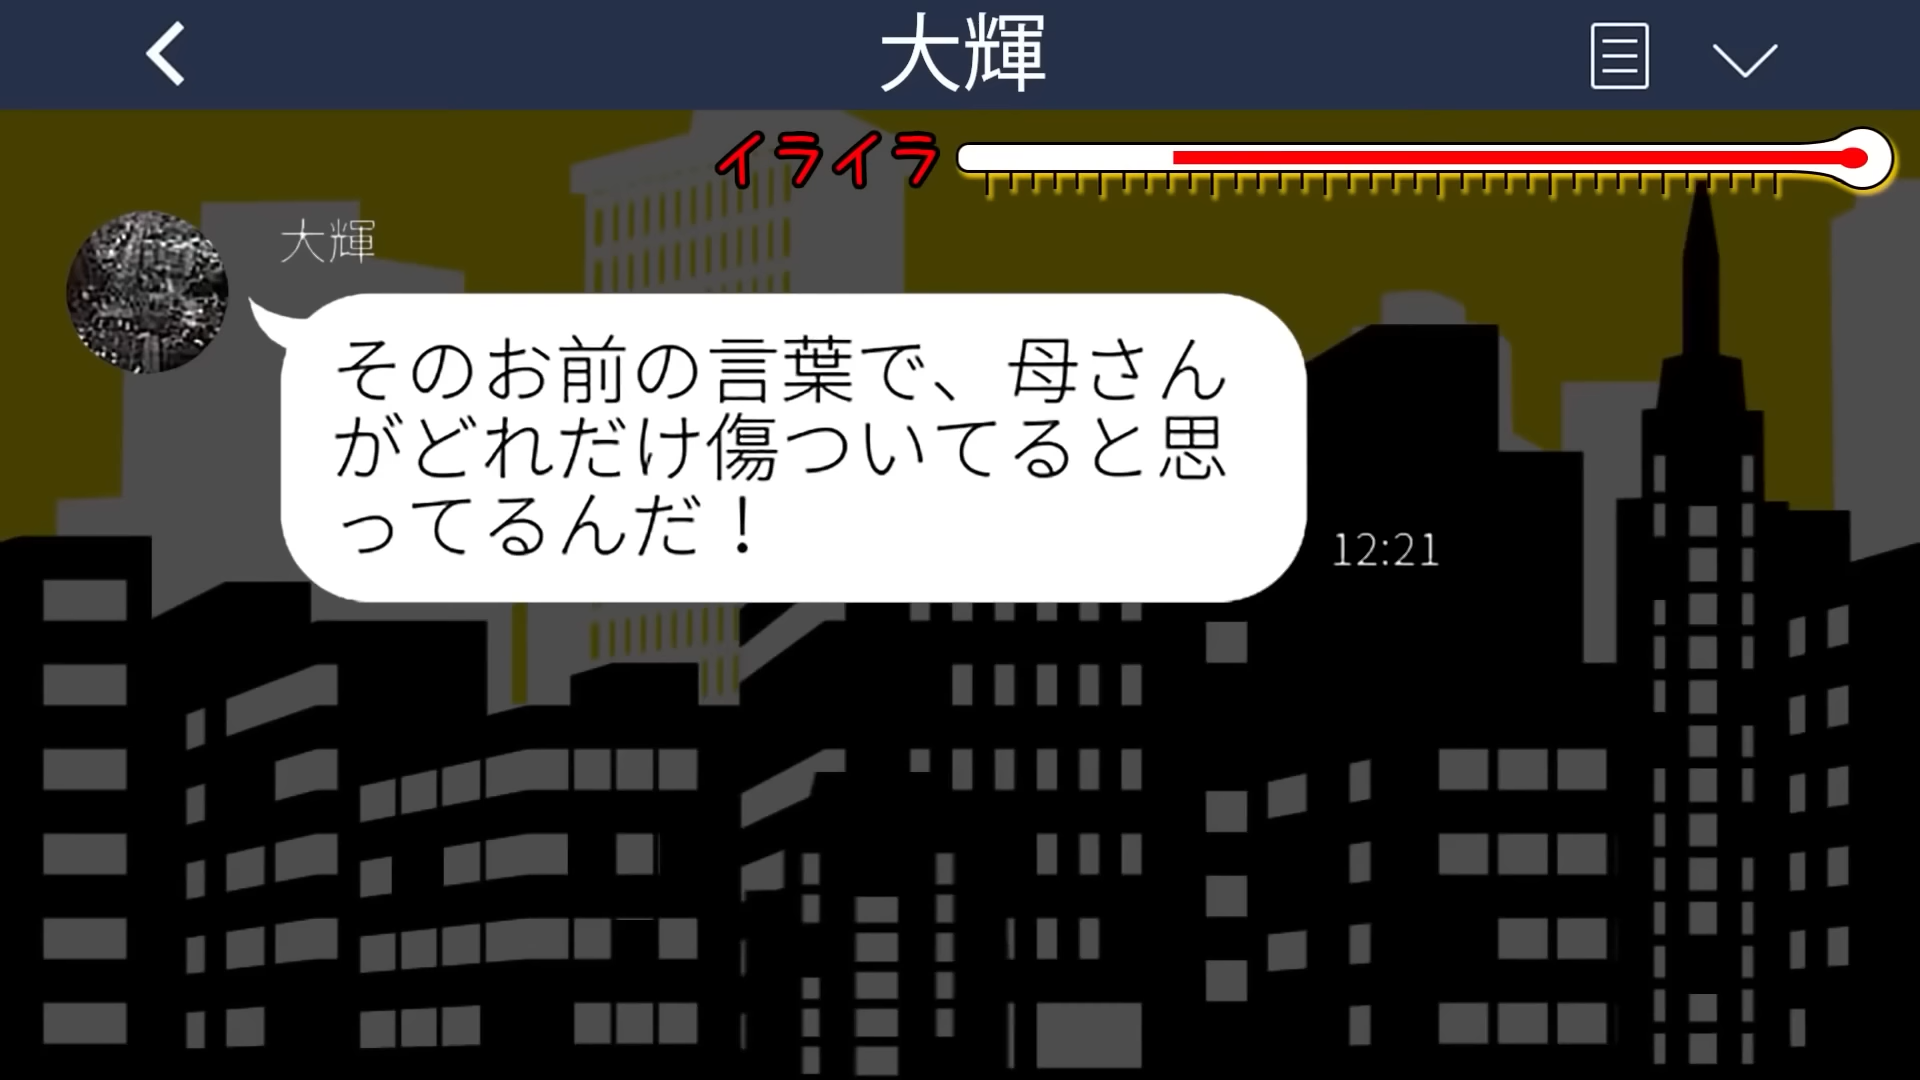 大輝
イライラ
大輝
そのお前の言葉で、母さん
がどれだけ傷ついてると思
ってるんだ！
12:21